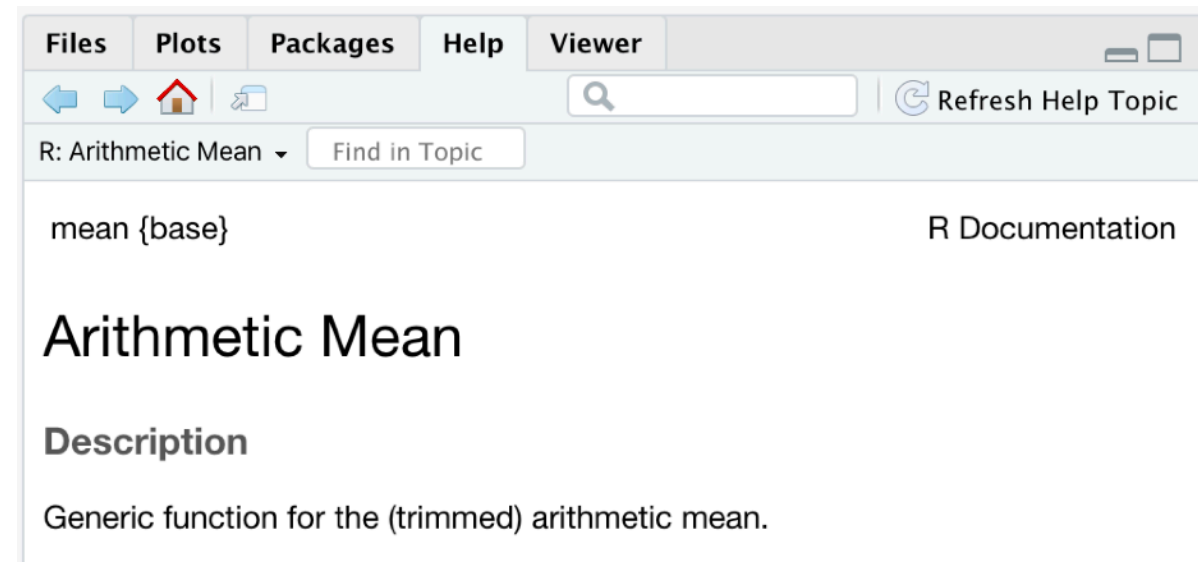 Files Plots Packages Help Viewer
Refresh Help Topic
R: Arithmetic Mean Find in Topic
mean {base} R Documentation
Arithmetic Mean
Description
Generic function for the (trimmed) arithmetic mean.